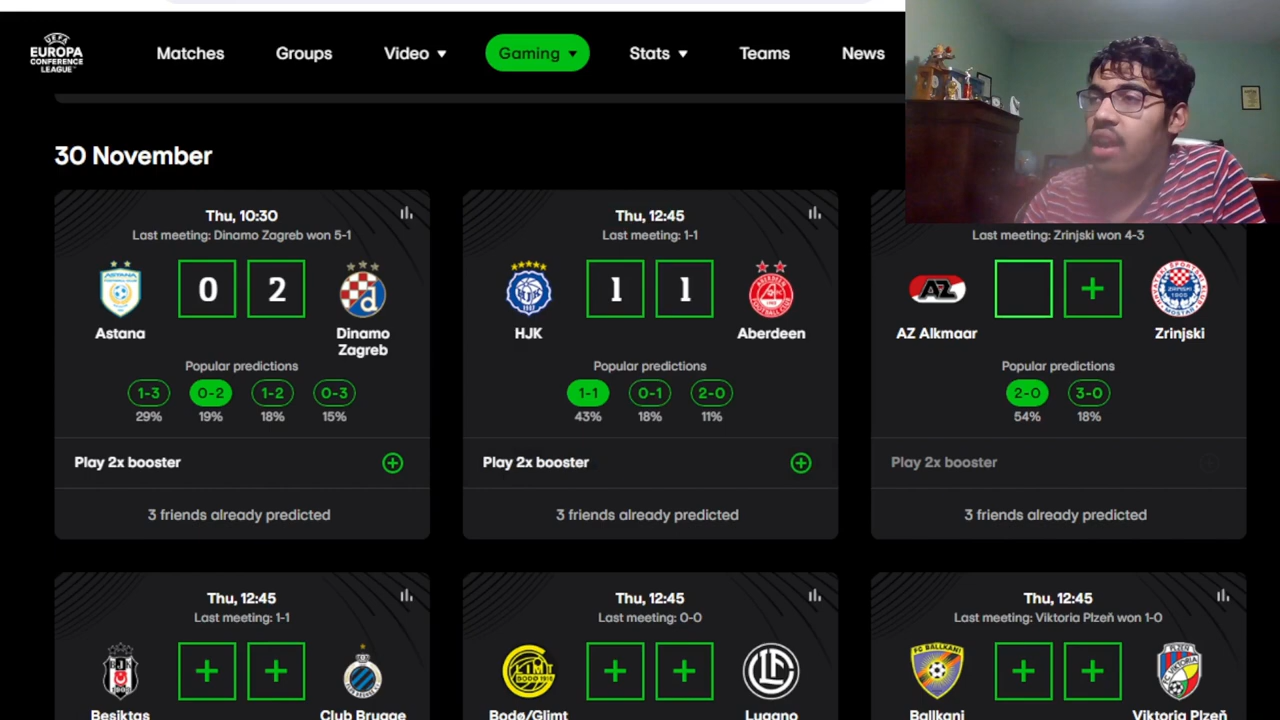 UEFA
EUROPA
CONFERENCE
LEAGUE
Matches
Groups
Video
Gaming
Stats
Teams
News
30 November
Thu, 10:30
Last meeting: Dinamo Zagreb won 5-1
ASTANA
0
2
Astana
Dinamo
Zagreb
Popular predictions
1-3
0-2
1-2
0-3
29%
19%
18%
15%
Play 2x booster
3 friends already predicted
Thu, 12:45
Last meeting: 1-1
1
1
HJK
Aberdeen
Popular predictions
1-1
0-1
2-0
43%
18%
11%
Play 2x booster
3 friends already predicted
Last meeting: Zrinjski won 4-3
AZ
+
AZ Alkmaar
Zrinjski
Popular predictions
2-0
3-0
54%
18%
Play 2x booster
3 friends already predicted
Thu, 12:45
Last meeting: 1-1
+
+
Beşiktaş
Club Brugge
Thu, 12:45
Last meeting: 0-0
+
+
Bodø/Glimt
Lugano
Thu, 12:45
Last meeting: Viktoria Plzeň won 1-0
+
+
Ballkani
Viktoria Plzeň